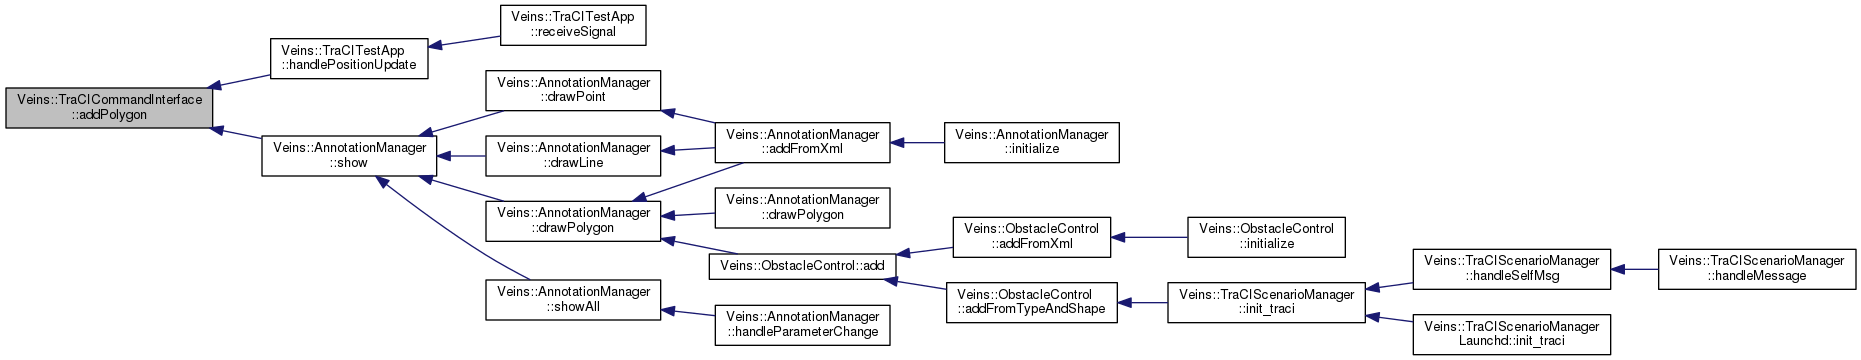 Veins::TraCITestApp
::receiveSignal
Veins::TraCITestApp
::handlePositionUpdate
Veins::TraCICommandInterface
::addPolygon
Veins::AnnotationManager
::drawPoint
Veins::AnnotationManager
::show
Veins::AnnotationManager
::drawLine
Veins::AnnotationManager
::addFromXml
Veins::AnnotationManager
::initialize
Veins::AnnotationManager
::drawPolygon
Veins::AnnotationManager
::drawPolygon
Veins::ObstacleControl::add
Veins::ObstacleControl
::addFromXml
Veins::ObstacleControl
::initialize
Veins::AnnotationManager
::showAll
Veins::AnnotationManager
::handleParameterChange
Veins::ObstacleControl
::addFromTypeAndShape
Veins::TraCIScenarioManager
::init_traci
Veins::TraCIScenarioManager
::handleSelfMsg
Veins::TraCIScenarioManager
::handleMessage
Veins::TraCIScenarioManager
Launchd::init_traci